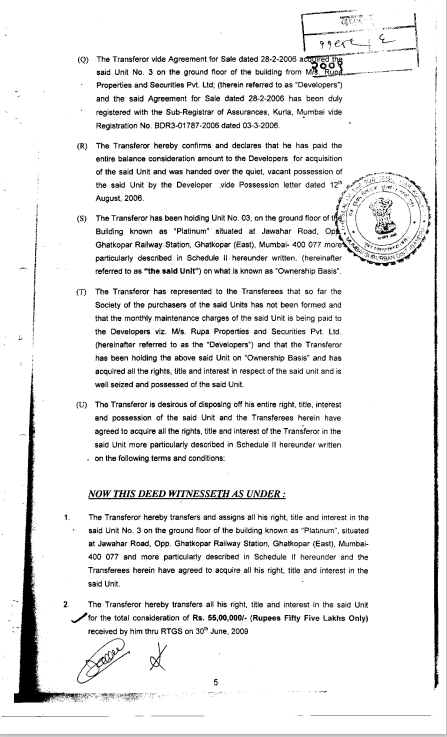 (Q) The Transferor vide Agreement for Sale dated 28-2-2006 acquired the
said Unit No. 3 on the ground floor of the building from M/s. Rupa
Properties and Securities Pvt. Ltd; (therein referred to as "Developers")
and the said Agreement for Sale dated 28-2-2006 has been duly
registered with the Sub-Registrar of Assurances, Kurla, Mumbai vide
Registration No. BDR3-01787-2006 dated 03-3-2006.
(R) The Transferor hereby confirms and declares that he has paid the
entire balance consideration amount to the Developers for acquisition
of the said Unit and was handed over the quiet, vacant possession of
the said Unit by the Developer vide Possession letter dated 12th
August, 2006.
(S) The Transferor has been holding Unit No. 03, on the ground floor of the
Building known as "Platinum" situated at Jawahar Road, Opp.
Ghatkopar Railway Station, Ghatkopar (East), Mumbai- 400 077 more
particularly described in Schedule II hereunder written. (hereinafter
referred to as "the said Unit") on what is known as "Ownership Basis".
(T) The Transferor has represented to the Transferees that so far the
Society of the purchasers of the said Units has not been formed and
that the monthly maintenance charges of the said Unit is being paid to
the Developers viz. M/s. Rupa Properties and Securities Pvt. Ltd.
(hereinafter referred to as the "Developers") and that the Transferor
has been holding the above said Unit on "Ownership Basis" and has
acquired all the rights, title and interest in respect of the said unit and is
well seized and possessed of the said Unit.
(U) The Transferor is desirous of disposing off his entire right, title, interest
and possession of the said Unit and the Transferees herein have
agreed to acquire all the rights, title and interest of the Transferor in the
said Unit more particularly described in Schedule II hereunder written
on the following terms and conditions:
NOW THIS DEED WITNESSETH AS UNDER :
1. The Transferor hereby transfers and assigns all his right, title and interest in the
said Unit No. 3 on the ground floor of the building known as "Platinum", situated
at Jawahar Road, Opp. Ghatkopar Railway Station, Ghatkopar (East), Mumbai-
400 077 and more particularly described in Schedule II hereunder and the
Transferees herein have agreed to acquire all his right, title and interest in the
said Unit.
2. The Transferor hereby transfers all his right, title and interest in the said Unit
for the total consideration of Rs. 55,00,000/- (Rupees Fifty Five Lakhs Only)
received by him thru RTGS on 30th June, 2009
5